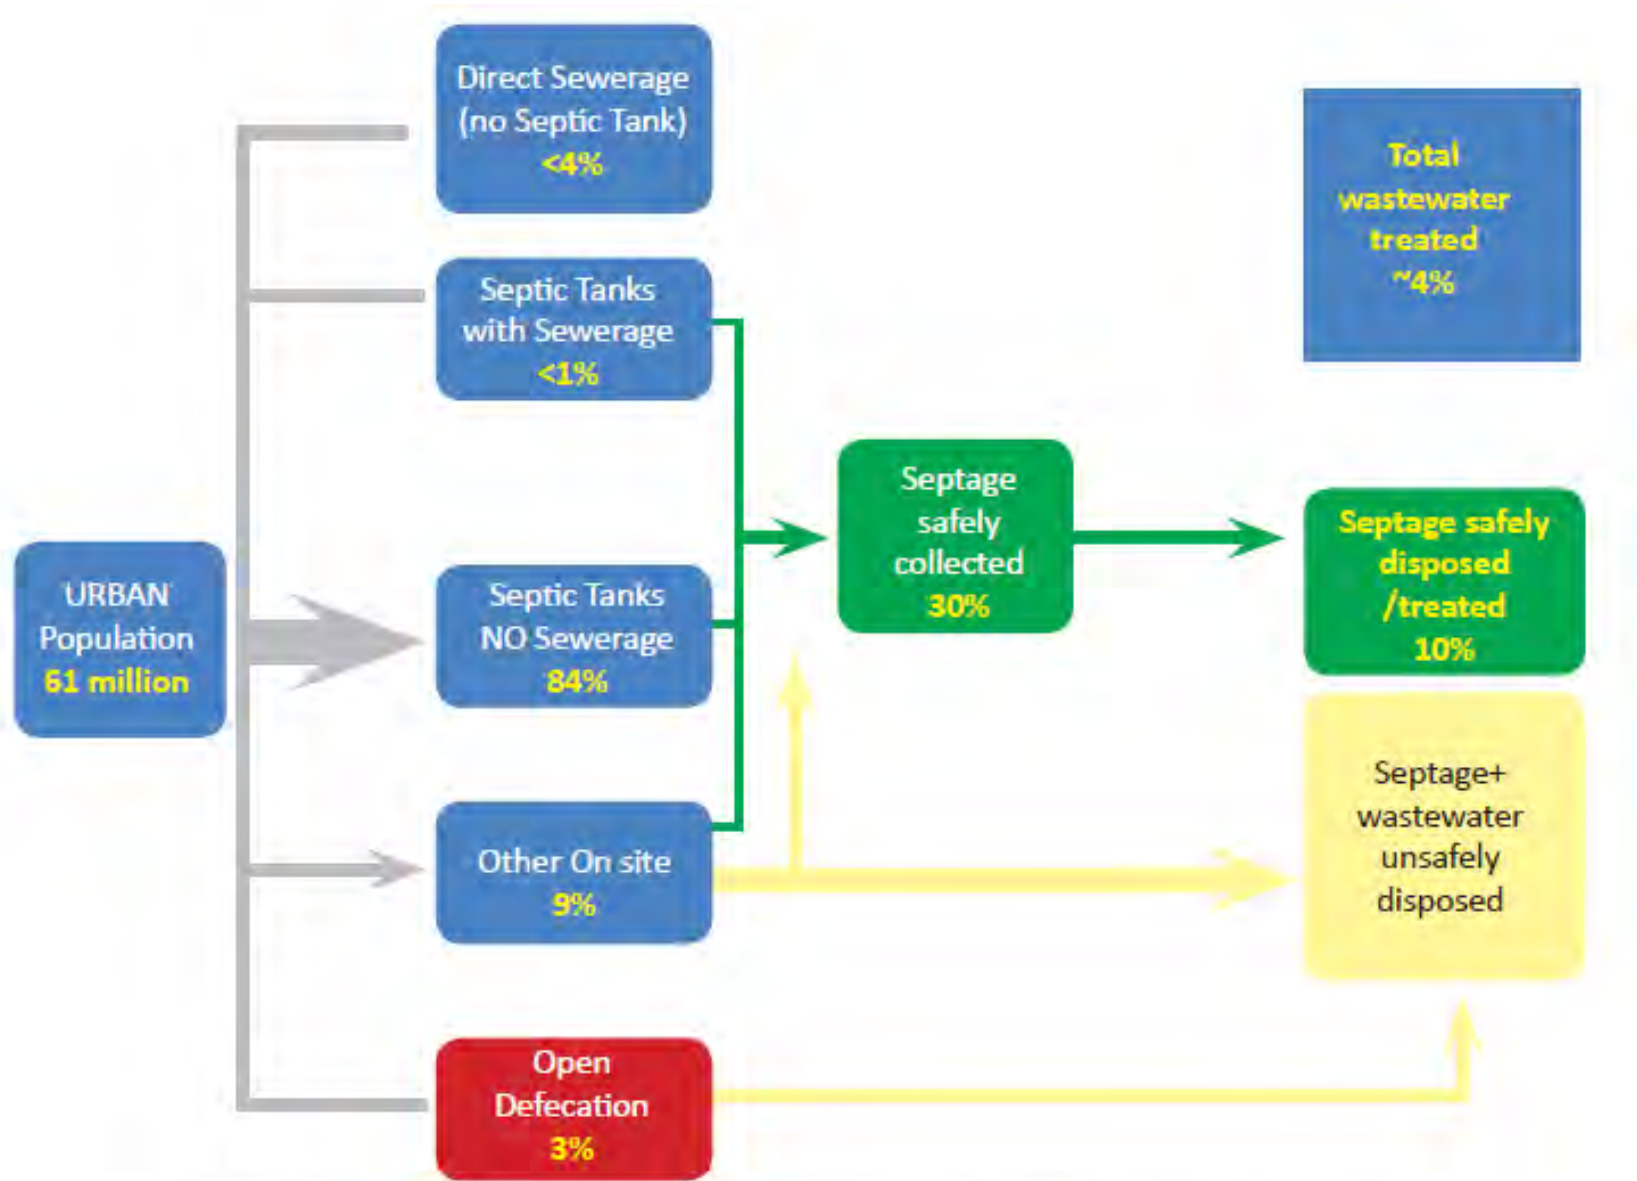 Direct Sewerage
(no Septic Tank)
<4%
Total
wastewater
treated
~4%
Septic Tanks
with Sewerage
<1%
Septage
safely
collected
30%
Septage safely
disposed
/treated
10%
URBAN
Population
61 million
Septic Tanks
NO Sewerage
84%
Septage+
wastewater
unsafely
disposed
Other On site
9%
Open
Defecation
3%